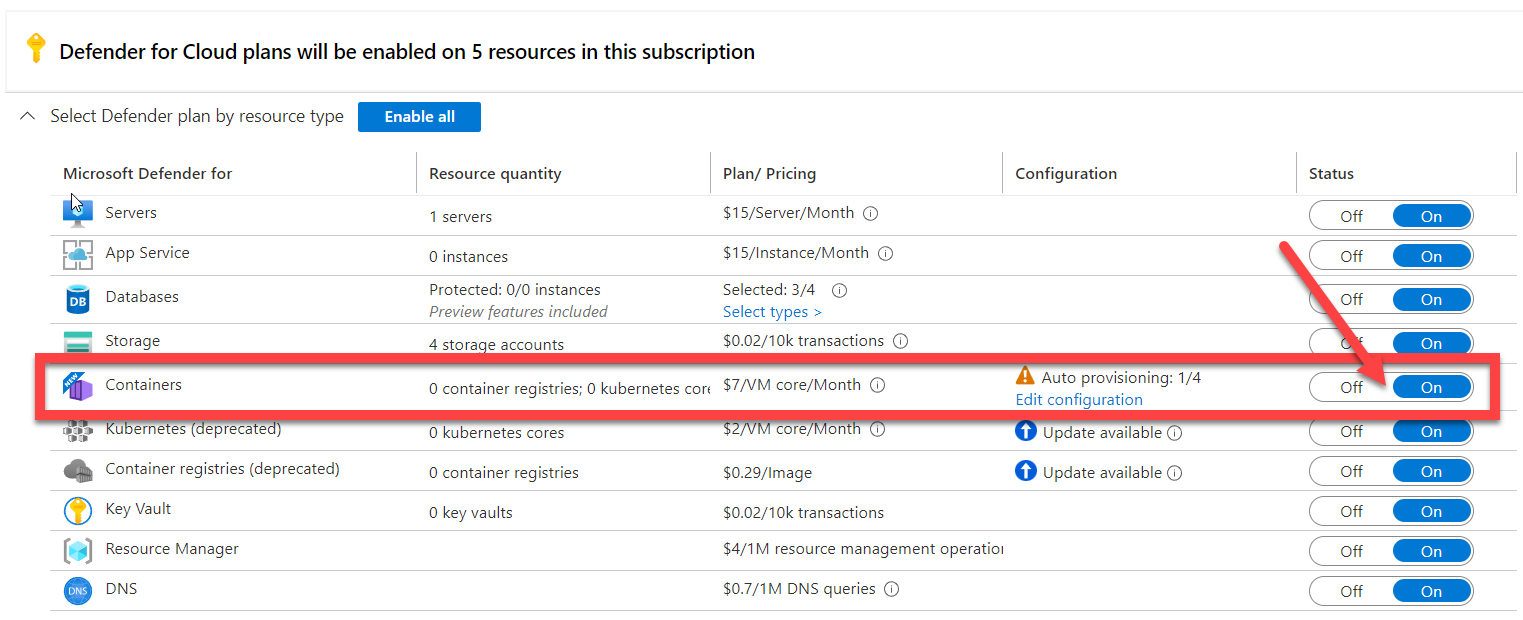 Defender for Cloud plans will be enabled on 5 resources in this subscription
Select Defender plan by resource type Enable all
Microsoft Defender for Resource quantity Plan/ Pricing Configuration Status
Servers 1 servers $15/Server/Month Off On
App Service 0 instances $15/Instance/Month Off On
Databases Protected: 0/0 instances Selected: 3/4 Off On
Preview features included Select types >
DB
Storage 4 storage accounts $0.02/10k transactions Off On
NEW Containers 0 container registries; 0 kubernetes core $7/VM core/Month Auto provisioning: 1/4 Off On
Edit configuration
Kubernetes (deprecated) 0 kubernetes cores $2/VM core/Month Update available Off On
Container registries (deprecated) 0 container registries $0.29/Image Update available Off On
Key Vault 0 key vaults $0.02/10k transactions Off On
Resource Manager $4/1M resource management operation Off On
DNS DNS $0.7/1M DNS queries Off On